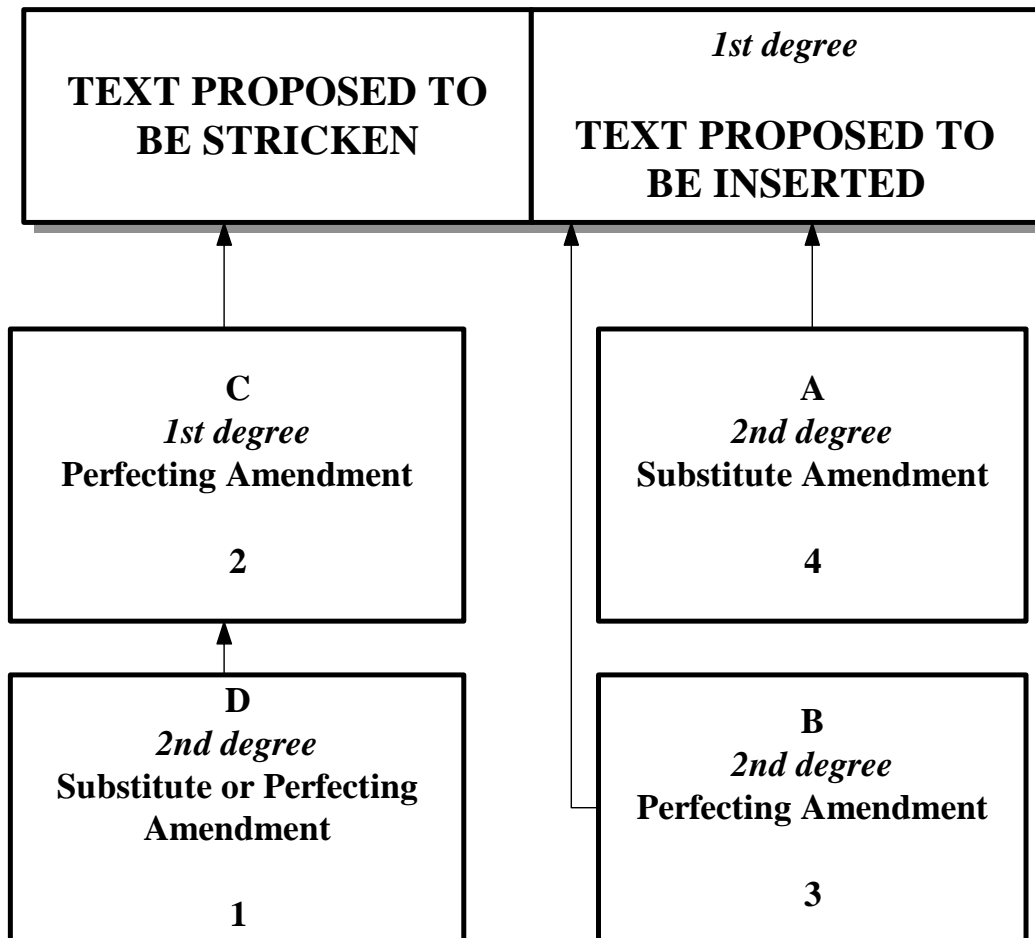 TEXT PROPOSED TO
BE STRICKEN
1st degree
TEXT PROPOSED TO
BE INSERTED
C
1st degree
Perfecting Amendment
2
A
2nd degree
Substitute Amendment
4
D
2nd degree
Substitute or Perfecting
Amendment
1
B
2nd degree
Perfecting Amendment
3